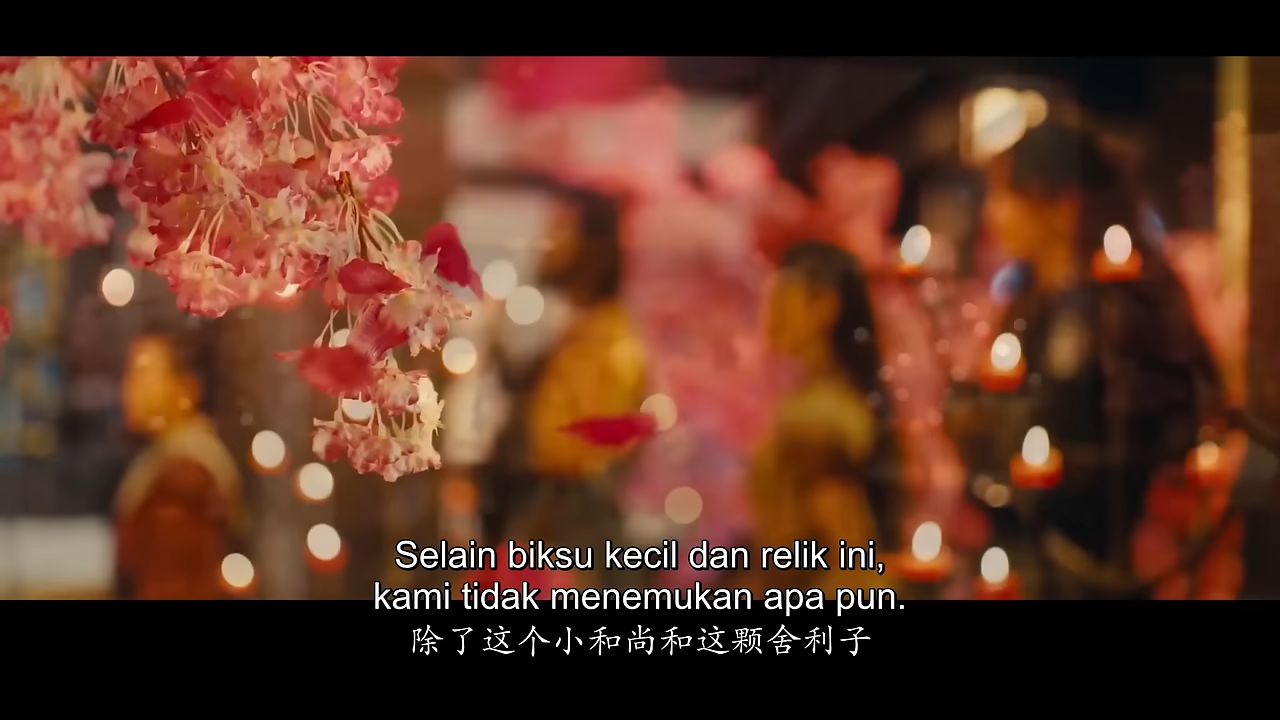 Selain biksu kecil dan relik ini,
kami tidak menemukan apa pun.
除了这个小和尚和这颗舍利子